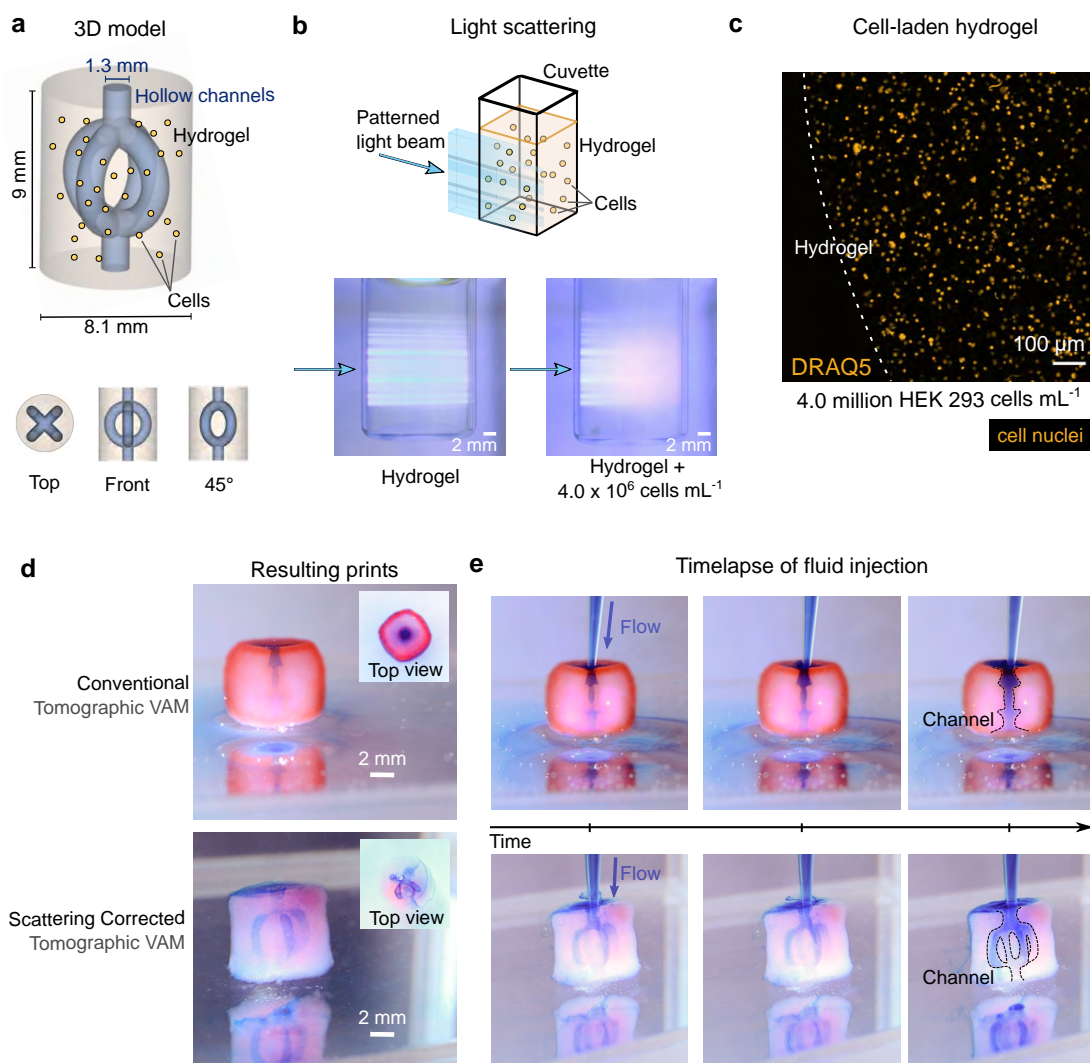 a
3D model
1.3 mm
Hollow channels
Hydrogel
9 mm
Cells
8.1 mm
Top
Front
45°
b
Light scattering
Cuvette
Patterned
light beam
Hydrogel
Cells
2 mm
2 mm
Hydrogel
Hydrogel +
4.0 x 10⁶ cells mL⁻¹
c
Cell-laden hydrogel
Hydrogel
100 µm
DRAQ5
4.0 million HEK 293 cells mL⁻¹
cell nuclei
d
Resulting prints
Conventional
Tomographic VAM
Top view
2 mm
Scattering Corrected
Tomographic VAM
Top view
2 mm
e
Timelapse of fluid injection
Flow
Channel
Time
Flow
Channel